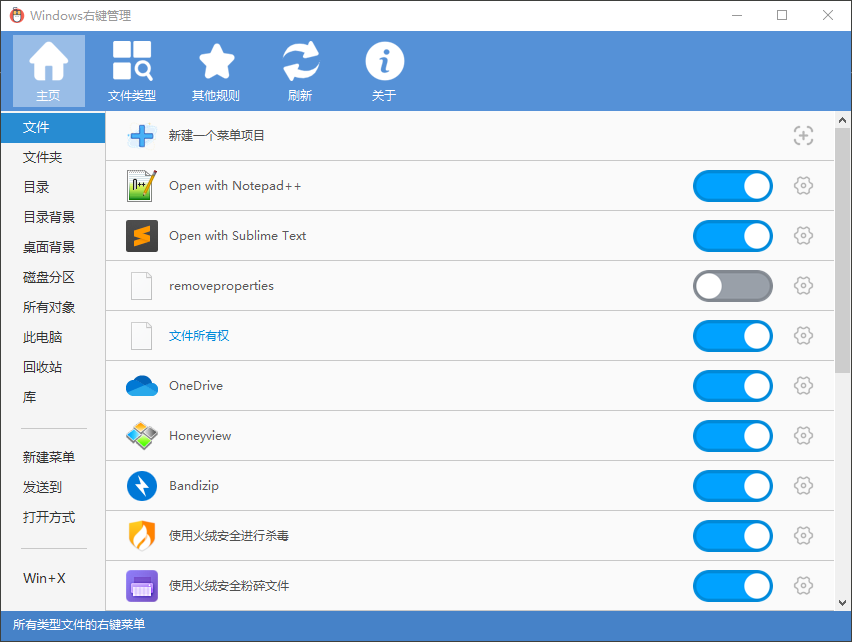 Windows右键管理
主页
文件类型
其他规则
刷新
关于
文件
文件夹
目录
目录背景
桌面背景
磁盘分区
所有对象
此电脑
回收站
库
新建菜单
发送到
打开方式
Win+X
新建一个菜单项目
Open with Notepad++
Open with Sublime Text
removeproperties
文件所有权
OneDrive
Honeyview
Bandizip
使用火绒安全进行杀毒
使用火绒安全粉碎文件
所有类型文件的右键菜单